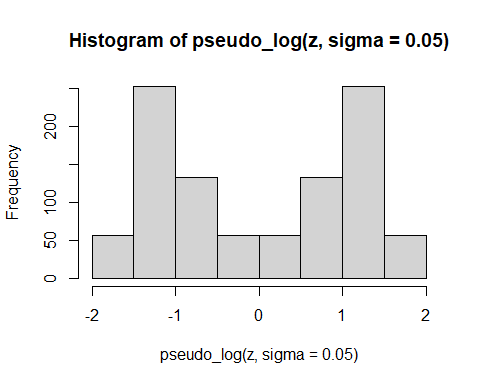 Histogram of pseudo_log(z, sigma = 0.05)
Frequency
200
100
50
0
-2 -1 0 1 2
pseudo_log(z, sigma = 0.05)